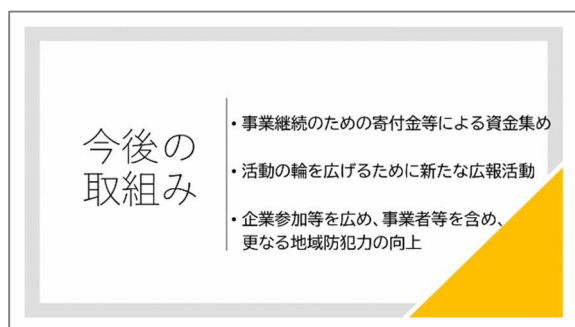 今後の
取組み
・事業継続のための寄付金等による資金集め
・活動の輪を広げるために新たな広報活動
・企業参加等を広め、事業者等を含め、
更なる地域防犯力の向上